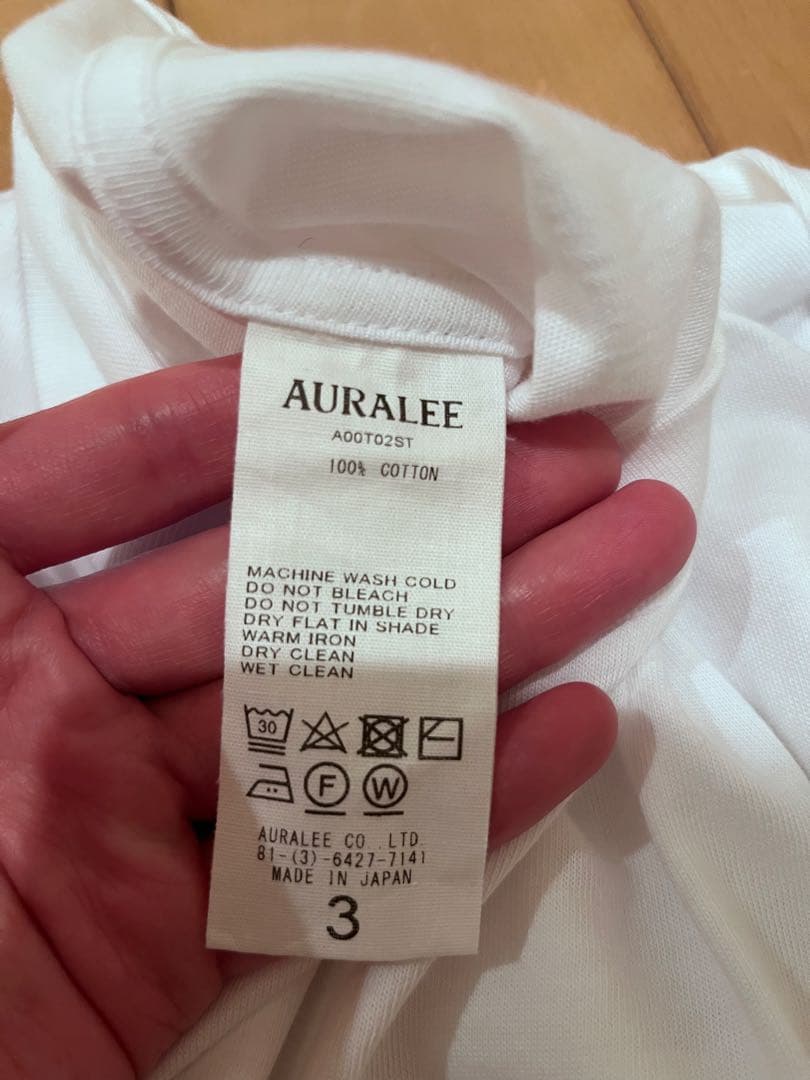 AURALEE
A00T02ST
100% COTTON
MACHINE WASH COLD
DO NOT BLEACH
DO NOT TUMBLE DRY
DRY FLAT IN SHADE
WARM IRON
DRY CLEAN
WET CLEAN
30
F W
AURALEE CO .LTD.
81-(3)-6427-7141
MADE IN JAPAN
3